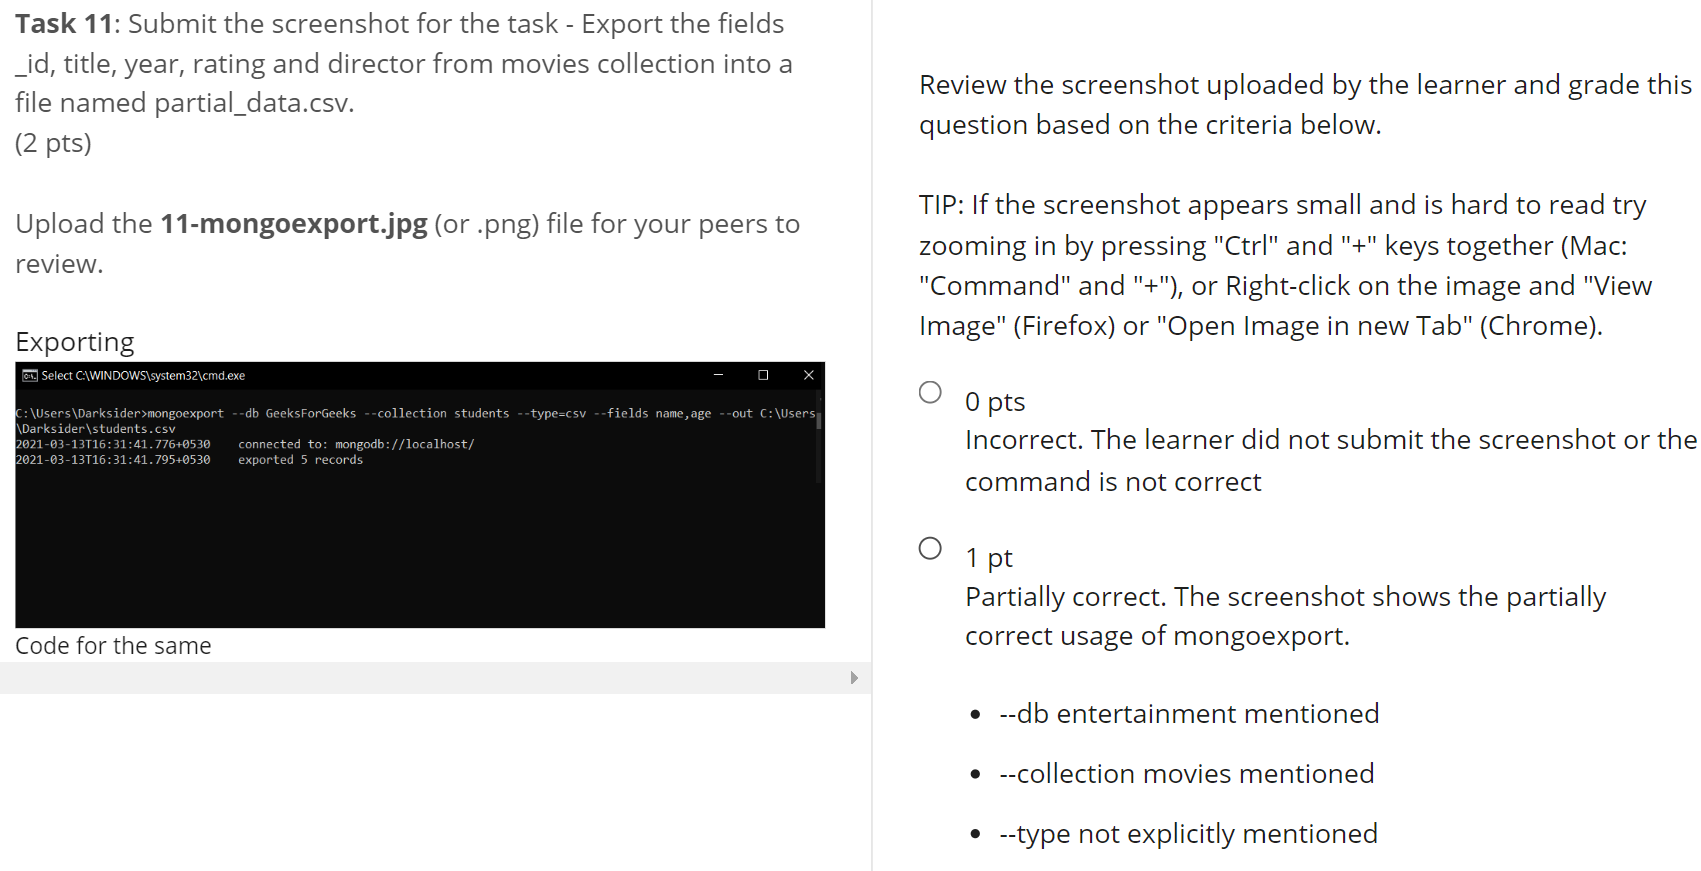 Task 11: Submit the screenshot for the task - Export the fields
_id, title, year, rating and director from movies collection into a
file named partial_data.csv.
(2 pts)
Upload the 11-mongoexport.jpg (or .png) file for your peers to
review.
Exporting
Select C:\WINDOWS\system32\cmd.exe
C:\Users\Darksider>mongoexport --db GeeksForGeeks --collection students --type=csv --fields name,age --out C:\Users
\Darksider\students.csv
2021-03-13T16:31:41.776+0530    connected to: mongodb://localhost/
2021-03-13T16:31:41.795+0530    exported 5 records
Code for the same
Review the screenshot uploaded by the learner and grade this
question based on the criteria below.
TIP: If the screenshot appears small and is hard to read try
zooming in by pressing "Ctrl" and "+" keys together (Mac:
"Command" and "+"), or Right-click on the image and "View
Image" (Firefox) or "Open Image in new Tab" (Chrome).
0 pts
Incorrect. The learner did not submit the screenshot or the
command is not correct
1 pt
Partially correct. The screenshot shows the partially
correct usage of mongoexport.
• --db entertainment mentioned
• --collection movies mentioned
• --type not explicitly mentioned